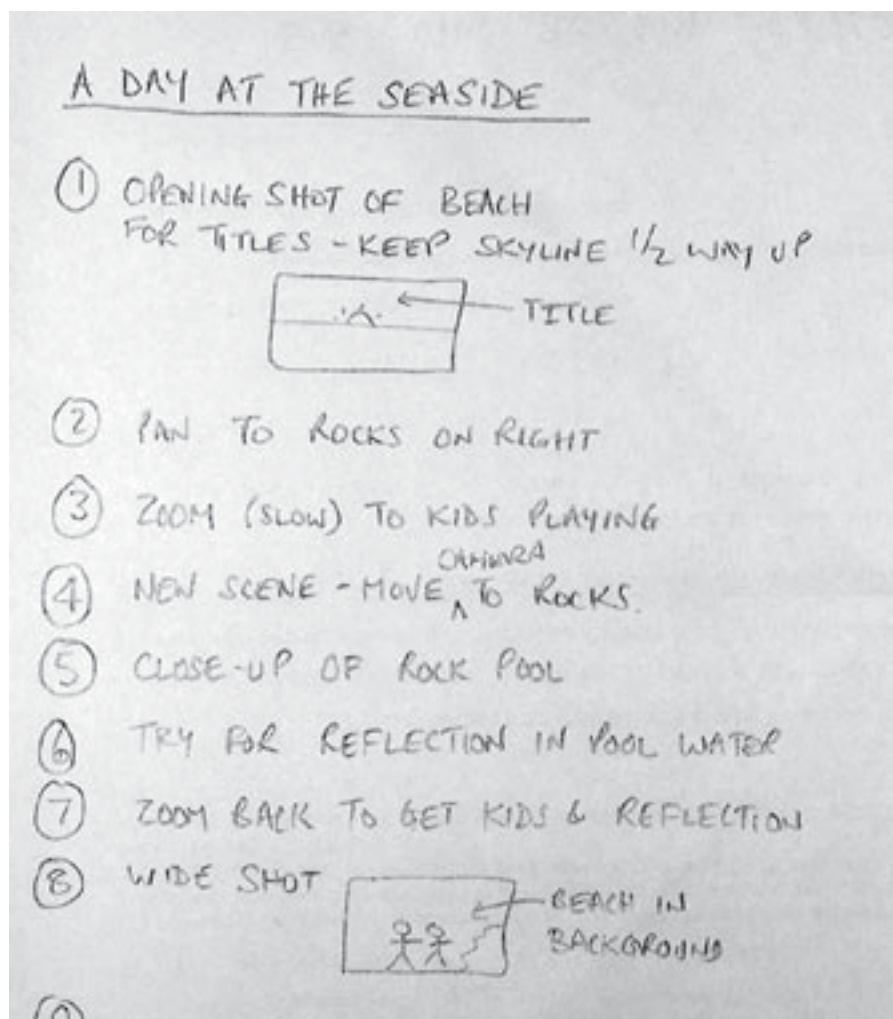 A DAY AT THE SEASIDE
① OPENING SHOT OF BEACH
FOR TITLES - KEEP SKYLINE 1/2 WAY UP
TITLE
② PAN TO ROCKS ON RIGHT
③ ZOOM (SLOW) TO KIDS PLAYING
CAMWRA
④ NEW SCENE - MOVE ^ TO ROCKS.
⑤ CLOSE-UP OF ROCK POOL
⑥ TRY FOR REFLECTION IN POOL WATER
⑦ ZOOM BACK TO GET KIDS & REFLECTION
⑧ WIDE SHOT
BEACH IN
BACKGROUND